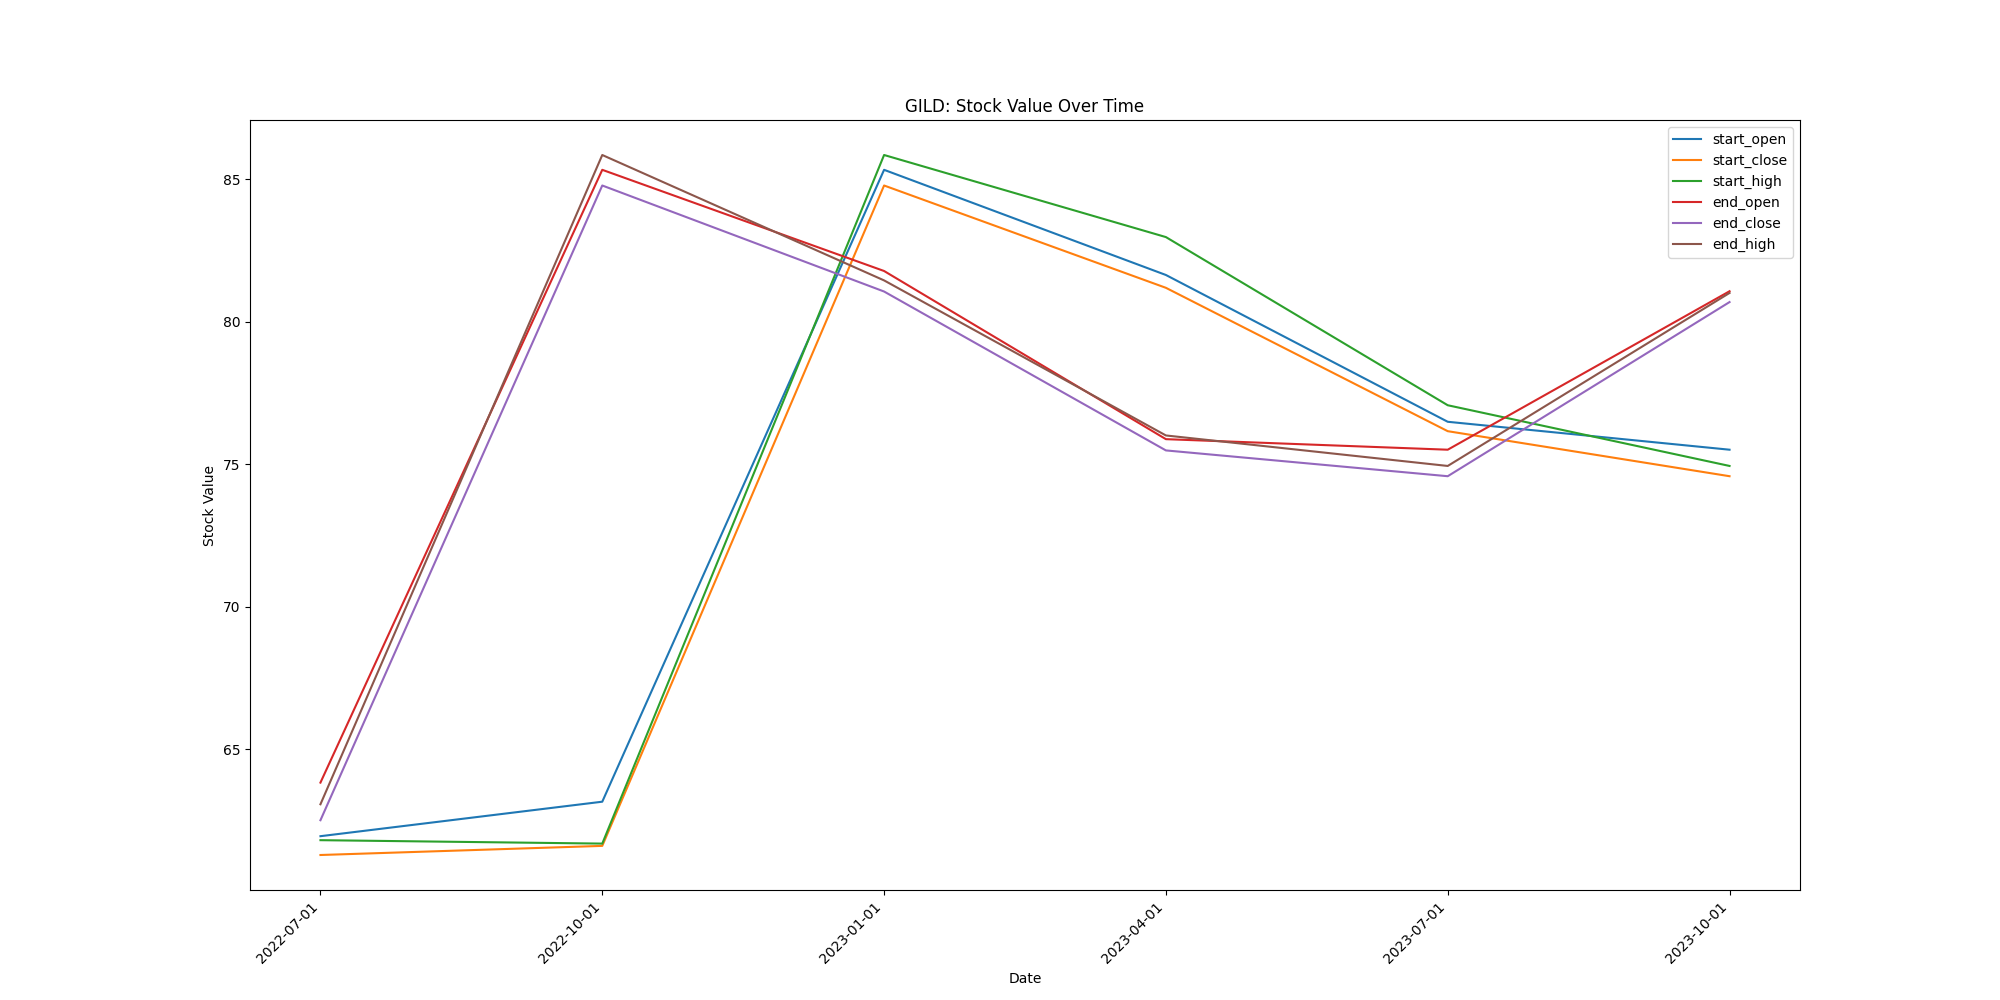 GILD: Stock Value Over Time
start_open
start_close
start_high
end_open
end_close
end_high
85
80
75
70
65
Stock Value
2022-07-01
2022-10-01
2023-01-01
2023-04-01
2023-07-01
2023-10-01
Date